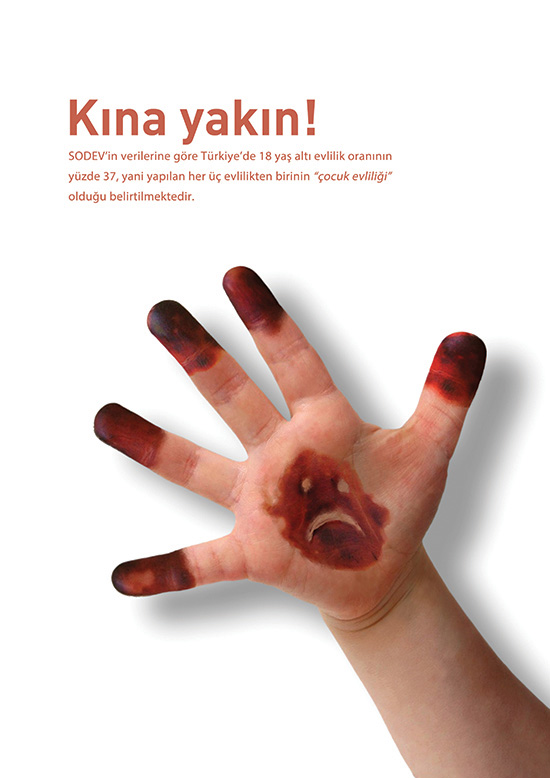 Kına yakın!
SODEV'in verilerine göre Türkiye'de 18 yaş altı evlilik oranının
yüzde 37, yani yapılan her üç evlilikten birinin "çocuk evliliği"
olduğu belirtilmektedir.